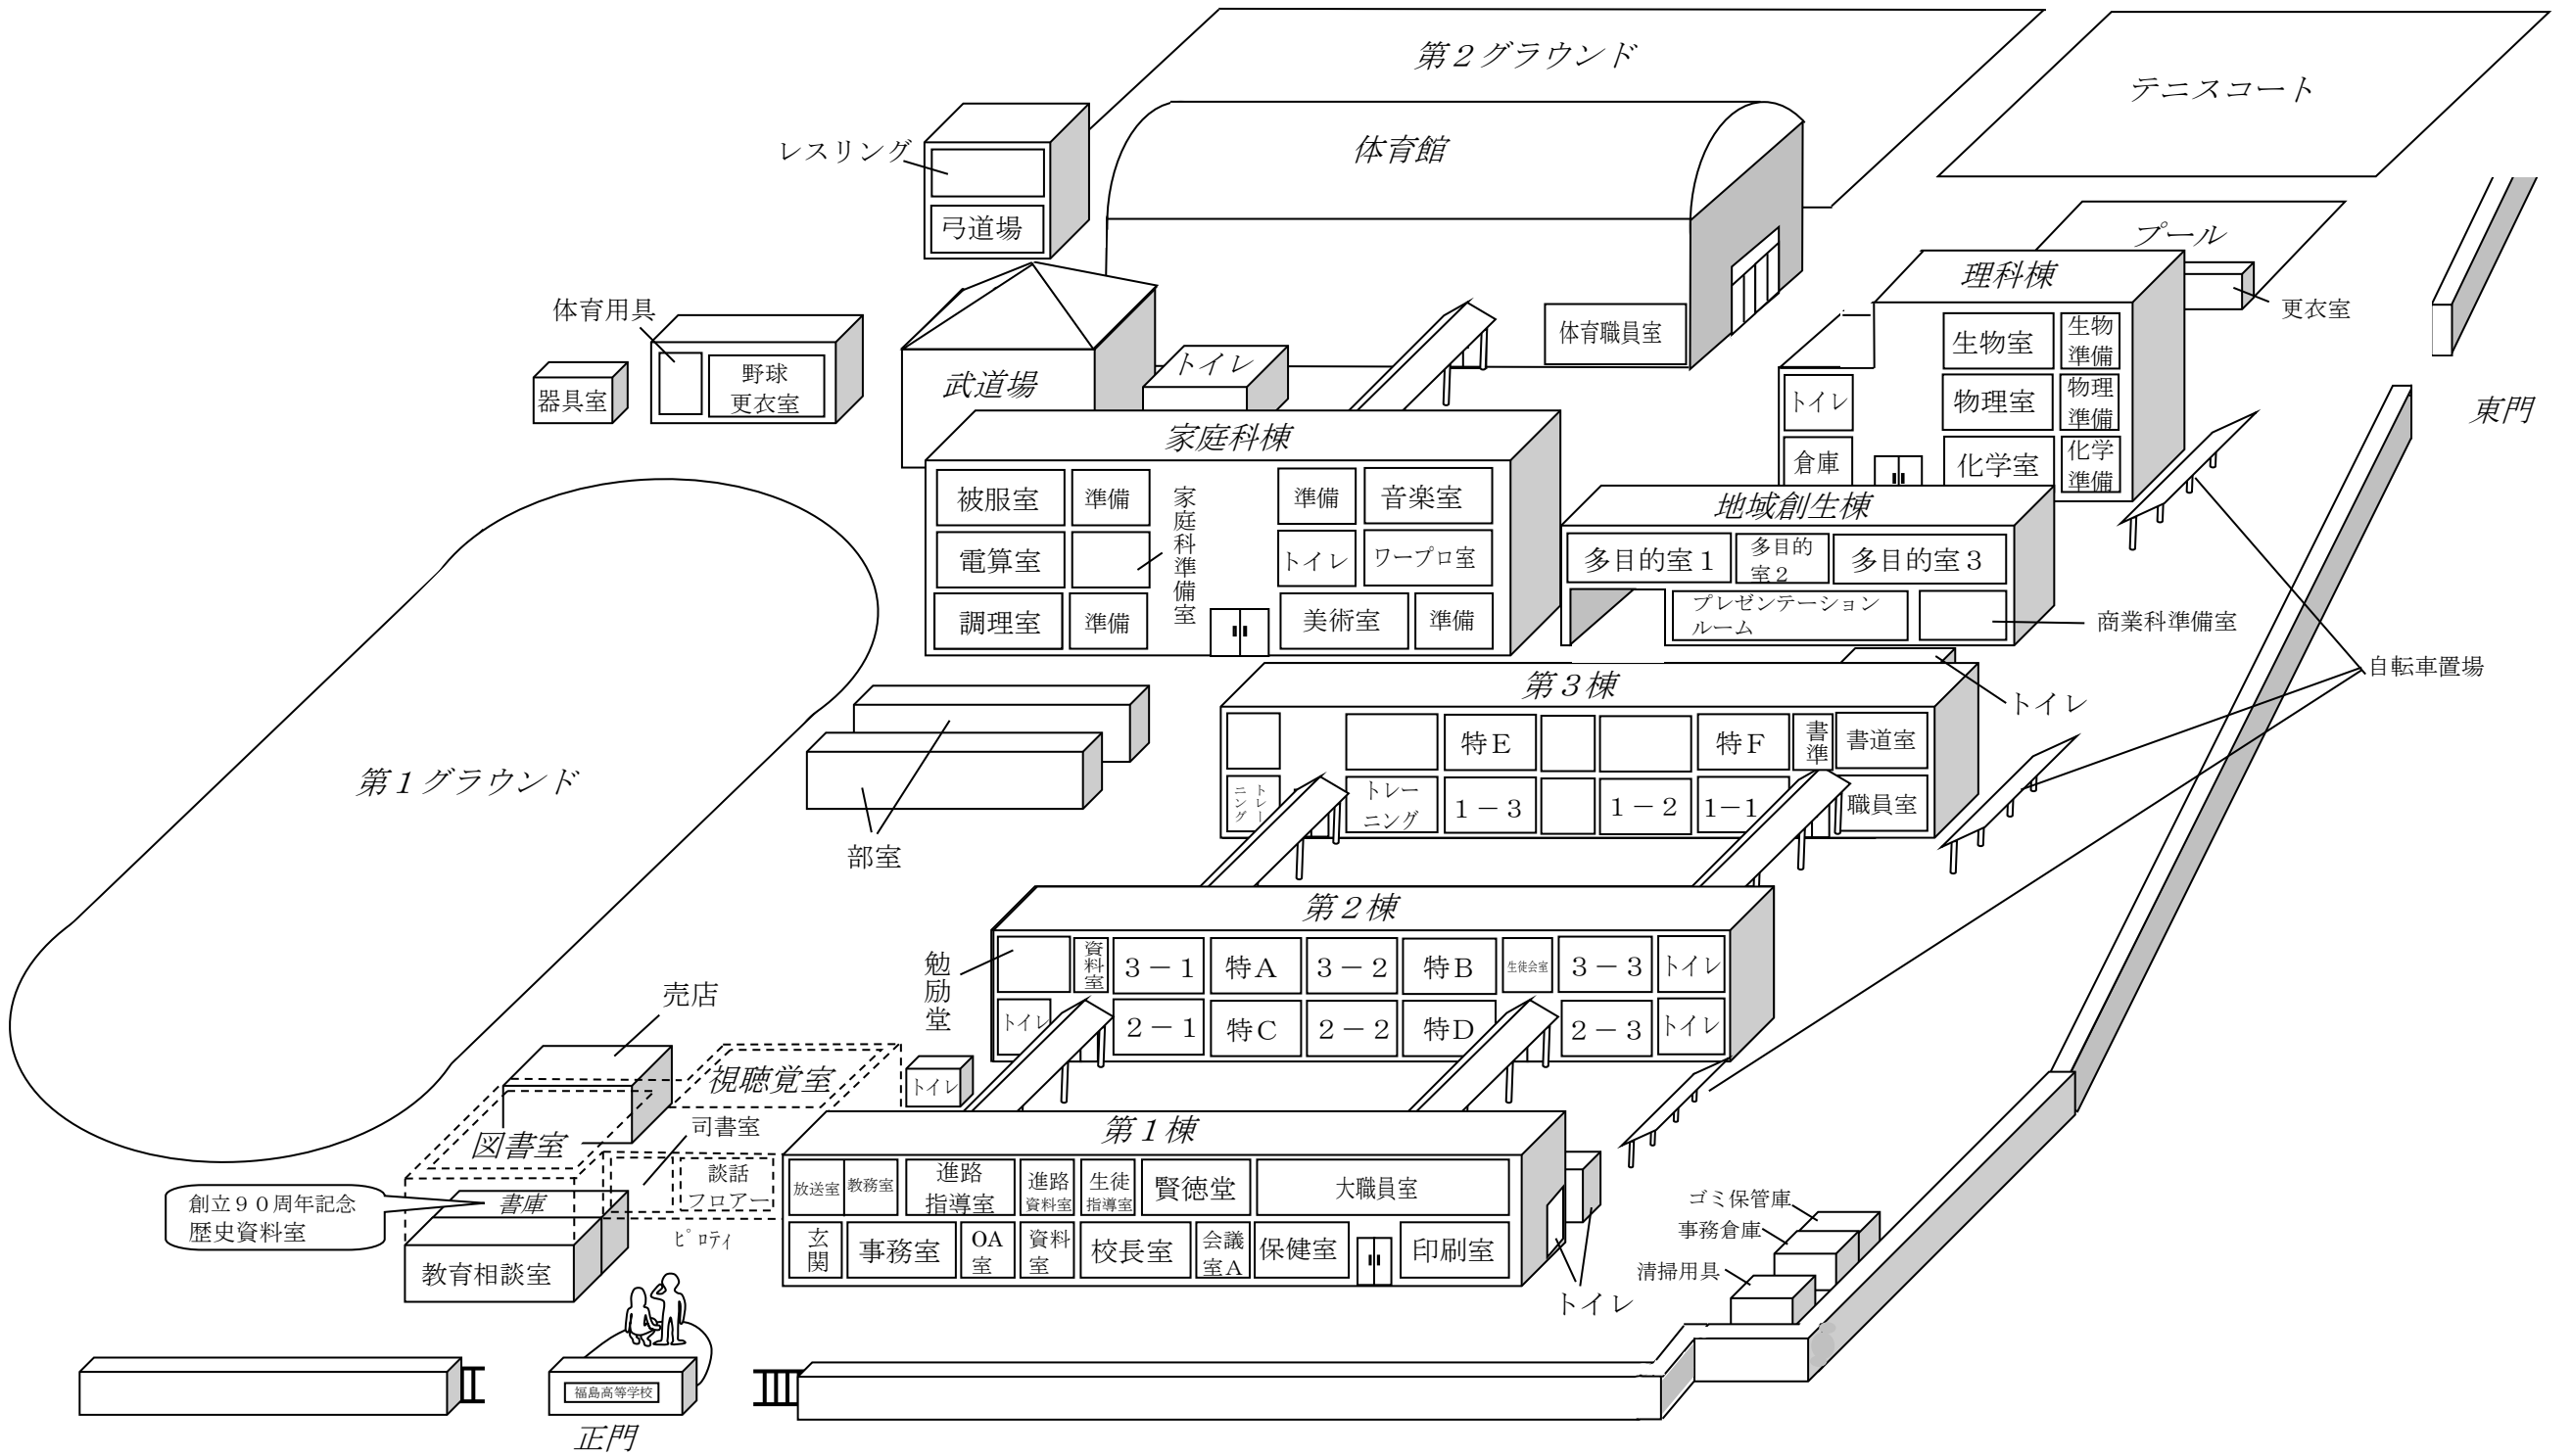 第２グラウンド
テニスコート
体育館
レスリング
弓道場
プール
理科棟
更衣室
体育用具
体育職員室
生物室
生物
準備
野球
更衣室
器具室
武道場
トイレ
トイレ
物理室
物理
準備
東門
家庭科棟
倉庫
化学室
化学
準備
被服室
準備
家庭科準備室
準備
音楽室
地域創生棟
電算室
トイレ
ワープロ室
多目的室１
多目的
室２
多目的室３
調理室
準備
美術室
準備
プレゼンテーション
ルーム
商業科準備室
自転車置場
第３棟
トイレ
特Ｅ
特Ｆ
書準
書道室
第１グラウンド
トレーニング
トレー
ニング
１－３
１－２
1－1
職員室
部室
第２棟
勉励堂
資料室
３－１
特Ａ
３－２
特Ｂ
生徒会室
３－３
トイレ
売店
トイレ
２－１
特Ｃ
２－２
特Ｄ
２－３
トイレ
視聴覚室
トイレ
図書室
司書室
第１棟
談話
フロアー
放送室
教務室
進路
指導室
進路
資料室
生徒
指導室
賢徳堂
大職員室
創立９０周年記念
歴史資料室
書庫
ピロティ
玄関
事務室
OA
室
資料
室
校長室
会議
室Ａ
保健室
印刷室
ゴミ保管庫
事務倉庫
教育相談室
清掃用具
トイレ
福島高等学校
正門